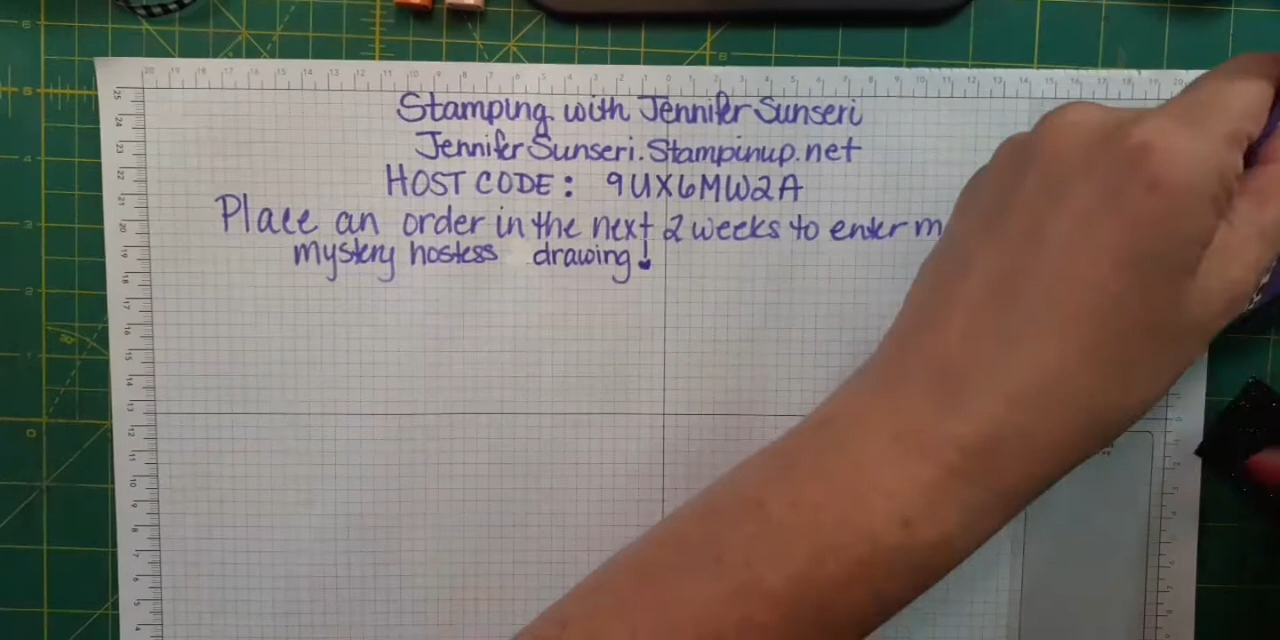 Stamping with Jennifer Sunseri
JenniferSunseri.Stampinup.net
HOST CODE: 9UX6MW2A
Place an order in the next 2 weeks to enter m
mystery hostess drawing!